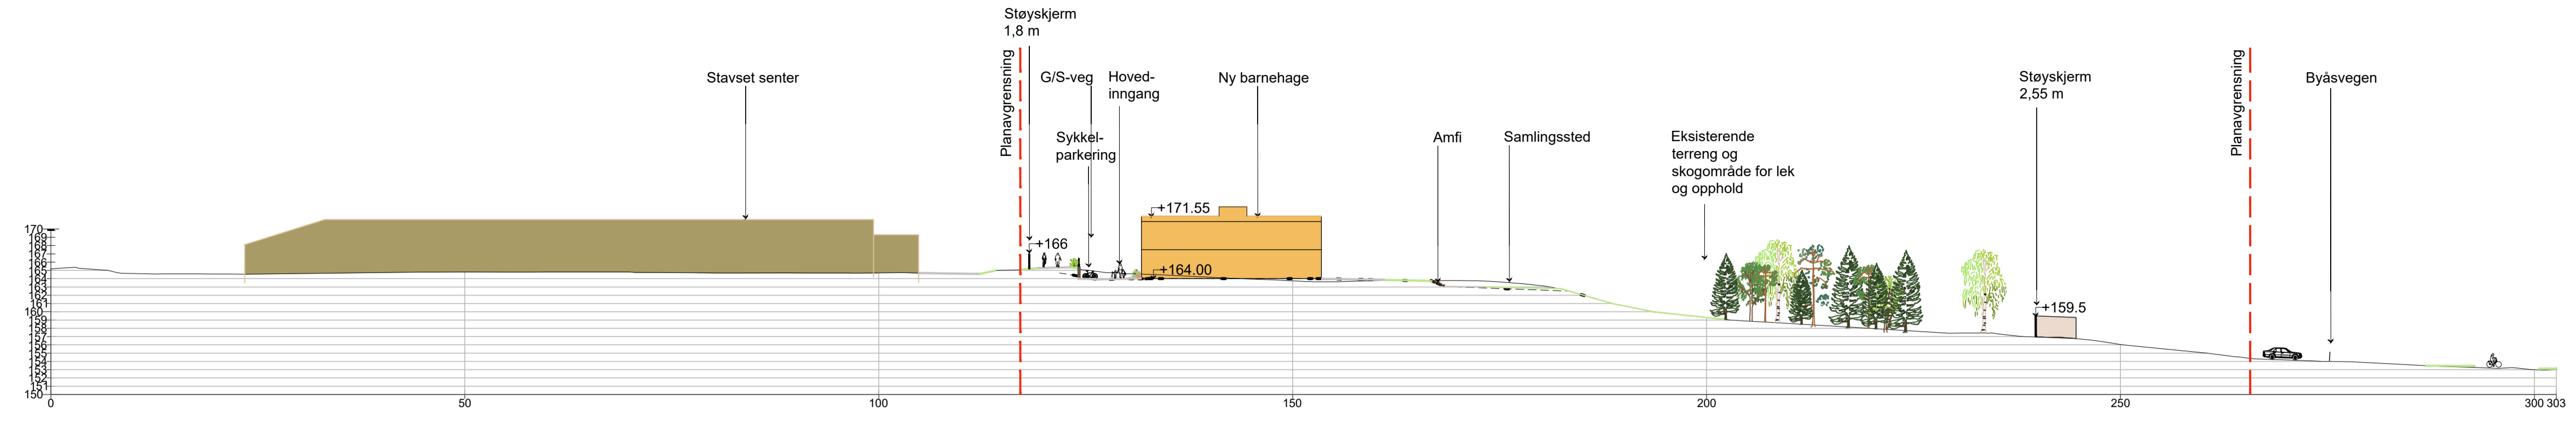 Støyskjerm
1,8 m
Planavgrensning
Stavset senter
G/S-veg
Hoved-
inngang
Ny barnehage
Støyskjerm
2,55 m
Planavgrensning
Byåsvegen
Sykkel-
parkering
Amfi
Samlingssted
Eksisterende
terreng og
skogområde for lek
og opphold
+171.55
+166
+164.00
+159.5
170
169
168
167
166
165
164
163
162
161
160
159
158
157
156
155
154
153
152
151
150
0 50 100 150 200 250 300 303